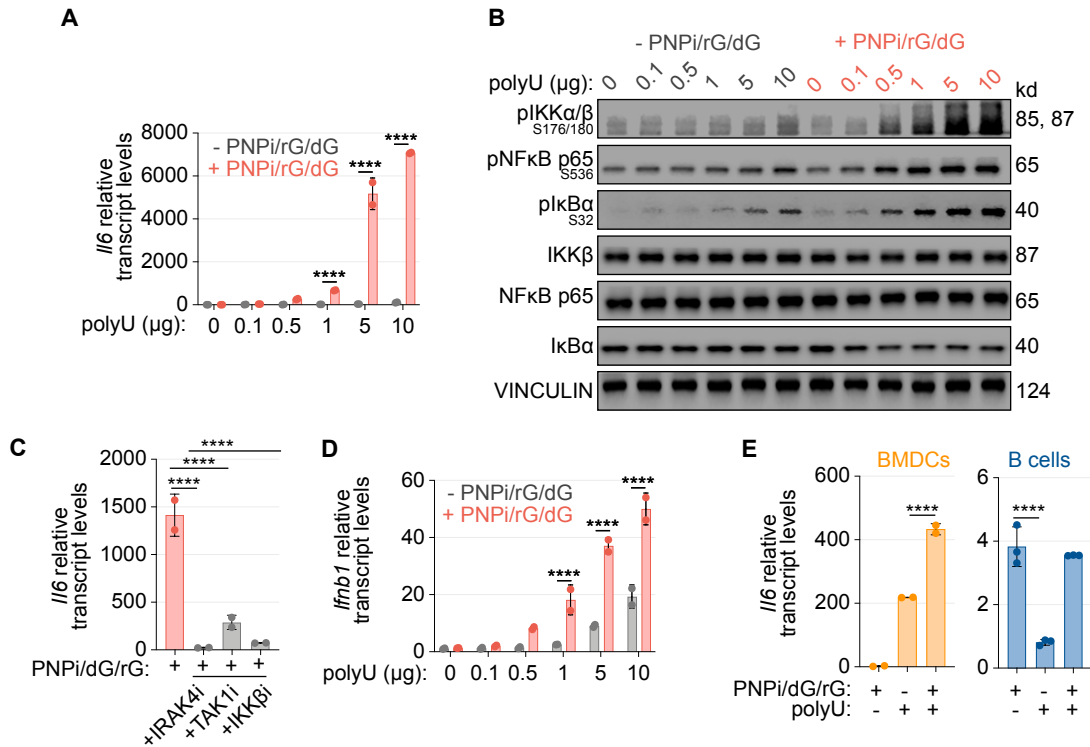 A
Il6 relative
transcript levels
8000
6000
4000
2000
0
- PNPi/rG/dG
+ PNPi/rG/dG
****
****
****
polyU (µg):
0 0.1 0.5 1 5 10
B
- PNPi/rG/dG + PNPi/rG/dG
polyU (µg): 0 0.1 0.5 1 5 10 0 0.1 0.5 1 5 10 kd
pIKKα/β 85, 87
S176/180
pNFκB p65 65
S536
pIκBα 40
S32
IKKβ 87
NFκB p65 65
IκBα 40
VINCULIN 124
C
Il6 relative
transcript levels
2000
1500
1000
500
0
****
****
****
PNPi/dG/rG: + + + +
+IRAK4i
+TAK1i
+IKKβi
D
Ifnb1 relative
transcript levels
60
40
20
0
- PNPi/rG/dG
+ PNPi/rG/dG
****
****
****
polyU (µg): 0 0.1 0.5 1 5 10
E
BMDCs
B cells
Il6 relative
transcript levels
600
400
200
0
****
6
4
2
0
****
PNPi/dG/rG: + - + + - +
polyU: - + + - + +